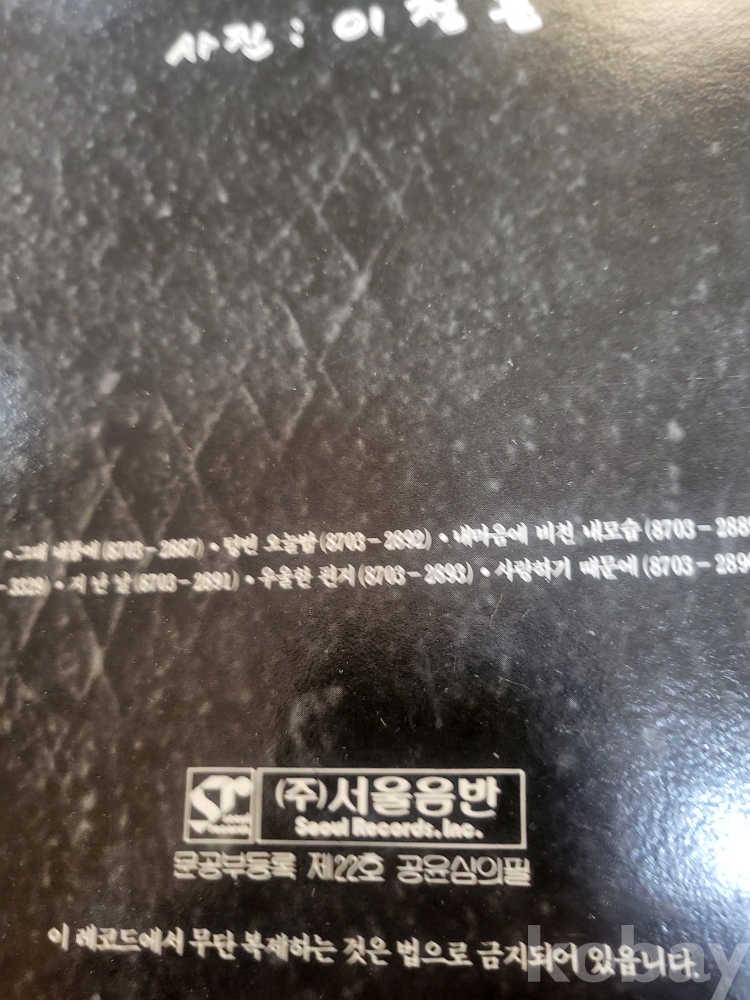 사진 : 이정용
• 그대 내품에(8703-2887) • 텅빈 오늘밤(8703-2892) • 내마음에 비친 내모습(8703-288
-3329) • 지난 날(8703-2891) • 우울한 편지(8703-2893) • 사랑하기 때문에(8703-289
(주)서울음반
Seoul Records, Inc.
문공부등록 제22호 공윤심의필
이 레코드에서 무단 복제하는 것은 법으로 금지되어 있읍니다.
kobay